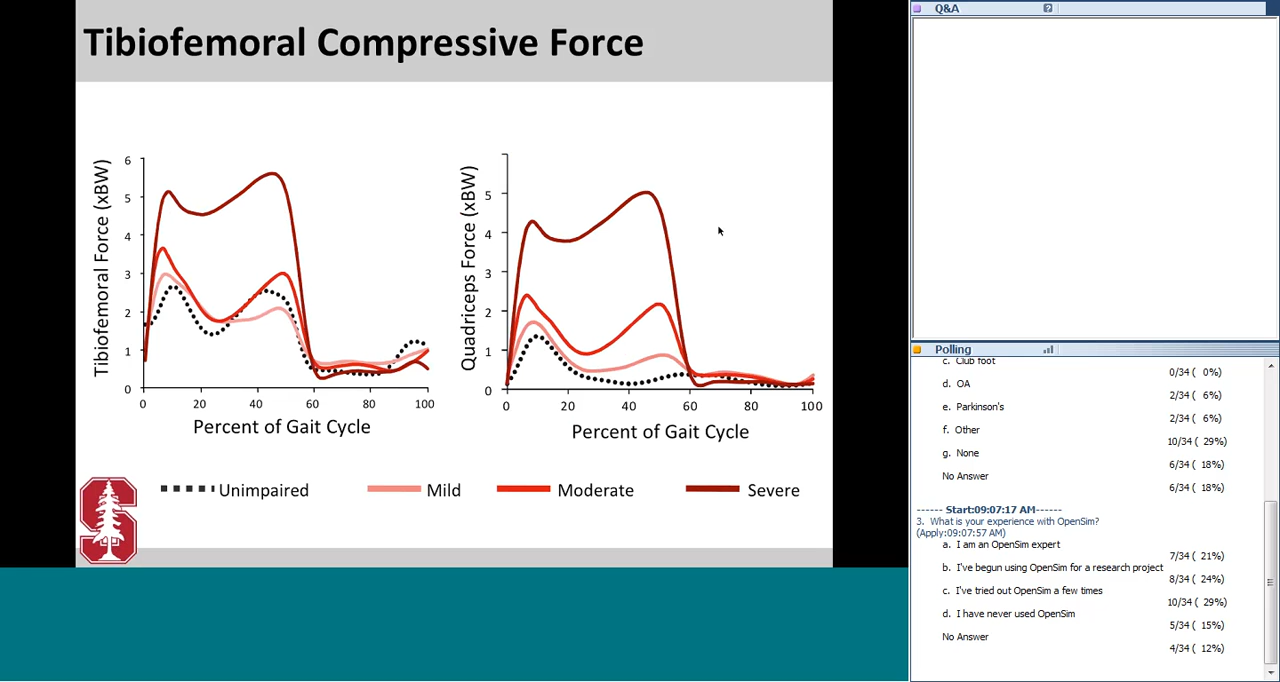 Tibiofemoral Compressive Force
Tibiofemoral Force (xBW)
6
5
4
3
2
1
0
0 20 40 60 80 100
Percent of Gait Cycle
Quadriceps Force (xBW)
5
4
3
2
1
0
0 20 40 60 80 100
Percent of Gait Cycle
Unimpaired Mild Moderate Severe
S
Q&A
?
Polling
c. Club foot
0/34 ( 0%)
d. OA
2/34 ( 6%)
e. Parkinson's
2/34 ( 6%)
f. Other
10/34 ( 29%)
g. None
6/34 ( 18%)
No Answer
6/34 ( 18%)
------ Start:09:07:17 AM------
3. What is your experience with OpenSim?
(Apply:09:07:57 AM)
a. I am an OpenSim expert
7/34 ( 21%)
b. I've begun using OpenSim for a research project
8/34 ( 24%)
c. I've tried out OpenSim a few times
10/34 ( 29%)
d. I have never used OpenSim
5/34 ( 15%)
No Answer
4/34 ( 12%)